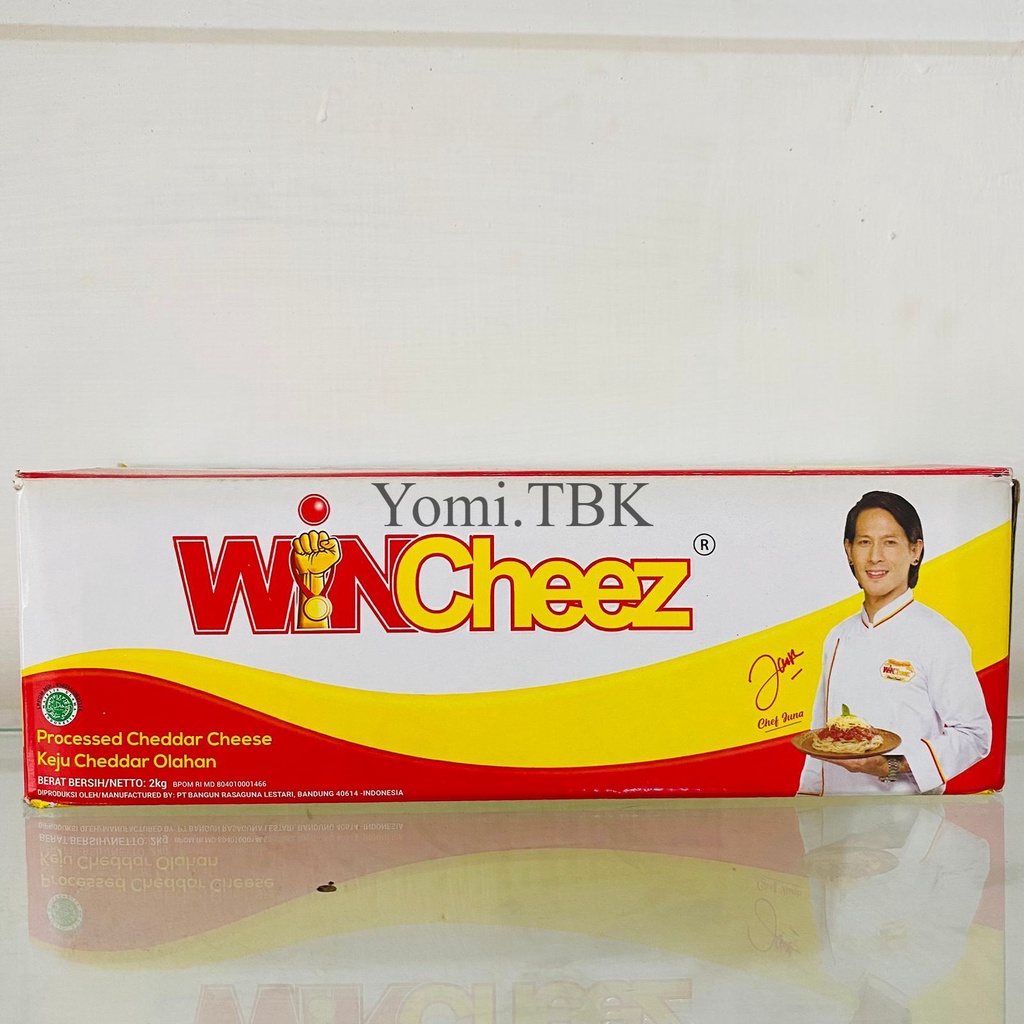 Yomi.TBK
WiNCheez ®
Chef Juna
Processed Cheddar Cheese
Keju Cheddar Olahan
BERAT BERSIH/NETTO: 2kg BPOM RI MD 804010001466
DIPRODUKSI OLEH/MANUFACTURED BY: PT BANGUN RASAGUNA LESTARI, BANDUNG 40614 -INDONESIA